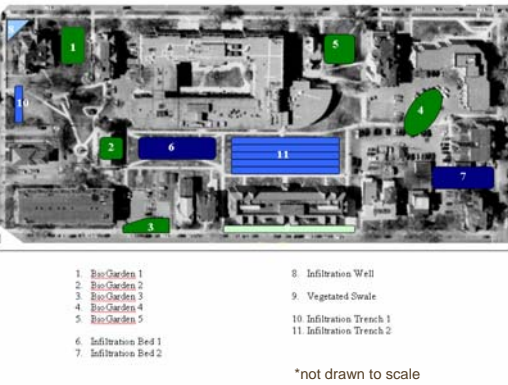 1
5
10
4
2
6
11
7
3
1. BioGarden 1
2. BioGarden 2
3. BioGarden 3
4. BioGarden 4
5. BioGarden 5
6. Infiltration Bed 1
7. Infiltration Bed 2
8. Infiltration Well
9. Vegetated Swale
10. Infiltration Trench 1
11. Infiltration Trench 2
*not drawn to scale